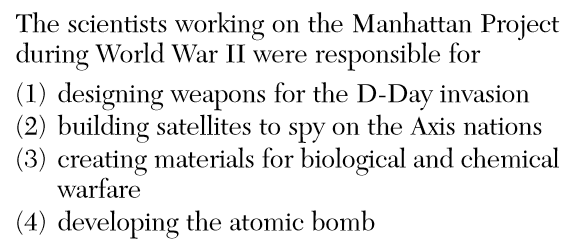 The scientists working on the Manhattan Project
during World War II were responsible for
(1) designing weapons for the D-Day invasion
(2) building satellites to spy on the Axis nations
(3) creating materials for biological and chemical
warfare
(4) developing the atomic bomb